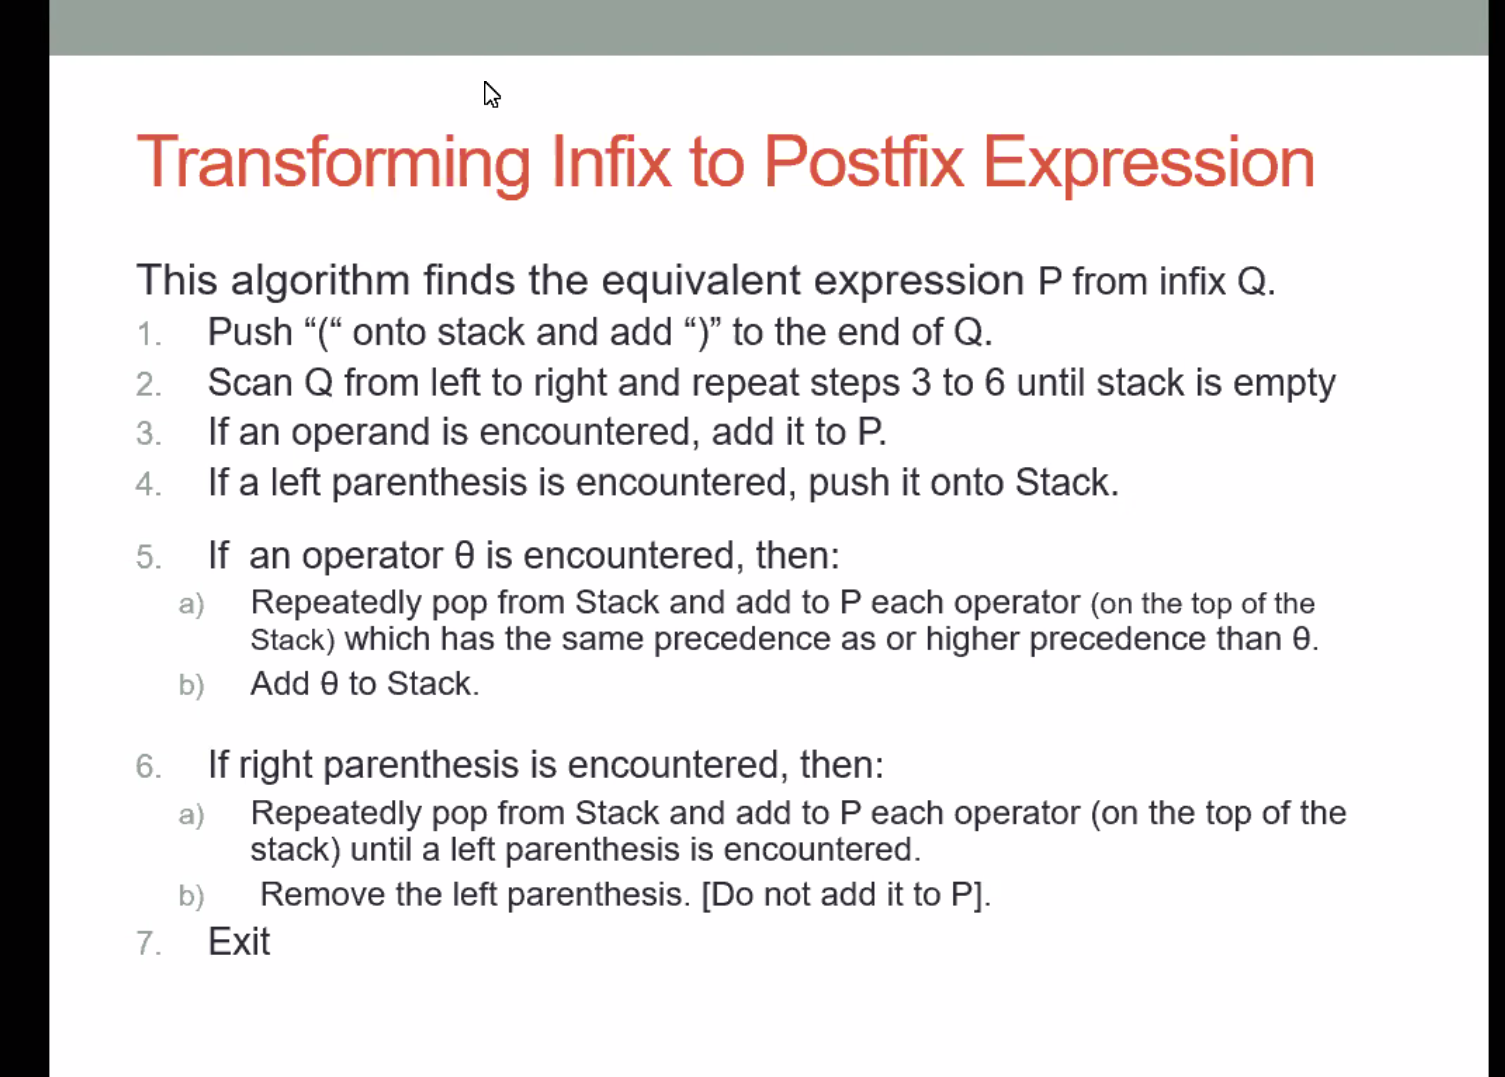 Transforming Infix to Postfix Expression
This algorithm finds the equivalent expression P from infix Q.
1. Push “(“ onto stack and add “)” to the end of Q.
2. Scan Q from left to right and repeat steps 3 to 6 until stack is empty
3. If an operand is encountered, add it to P.
4. If a left parenthesis is encountered, push it onto Stack.
5. If an operator θ is encountered, then:
a) Repeatedly pop from Stack and add to P each operator (on the top of the
Stack) which has the same precedence as or higher precedence than θ.
b) Add θ to Stack.
6. If right parenthesis is encountered, then:
a) Repeatedly pop from Stack and add to P each operator (on the top of the
stack) until a left parenthesis is encountered.
b) Remove the left parenthesis. [Do not add it to P].
7. Exit